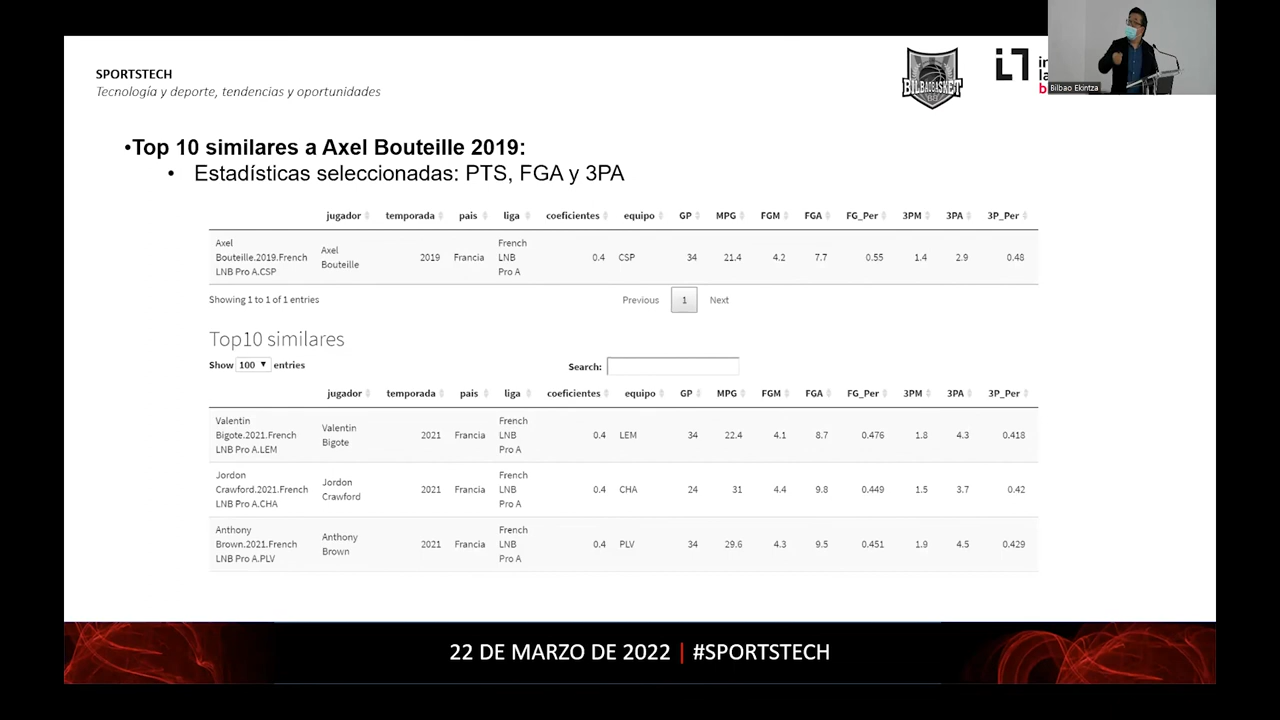 SPORTSTECH
Tecnología y deporte, tendencias y oportunidades
BILBAO BASKET
Bilbao Ekintza
•Top 10 similares a Axel Bouteille 2019:
• Estadísticas seleccionadas: PTS, FGA y 3PA
jugador temporada pais liga coeficientes equipo GP MPG FGM FGA FG_Per 3PM 3PA 3P_Per
Axel Bouteille.2019.French LNB Pro A.CSP Axel Bouteille 2019 Francia French LNB Pro A 0.4 CSP 34 21.4 4.2 7.7 0.55 1.4 2.9 0.48
Showing 1 to 1 of 1 entries Previous 1 Next
Top10 similares
Show 100 entries Search:
jugador temporada pais liga coeficientes equipo GP MPG FGM FGA FG_Per 3PM 3PA 3P_Per
Valentin Bigote.2021.French LNB Pro A.LEM Valentin Bigote 2021 Francia French LNB Pro A 0.4 LEM 34 22.4 4.1 8.7 0.476 1.8 4.3 0.418
Jordon Crawford.2021.French LNB Pro A.CHA Jordon Crawford 2021 Francia French LNB Pro A 0.4 CHA 24 31 4.4 9.8 0.449 1.5 3.7 0.42
Anthony Brown.2021.French LNB Pro A.PLV Anthony Brown 2021 Francia French LNB Pro A 0.4 PLV 34 29.6 4.3 9.5 0.451 1.9 4.5 0.429
22 DE MARZO DE 2022 | #SPORTSTECH